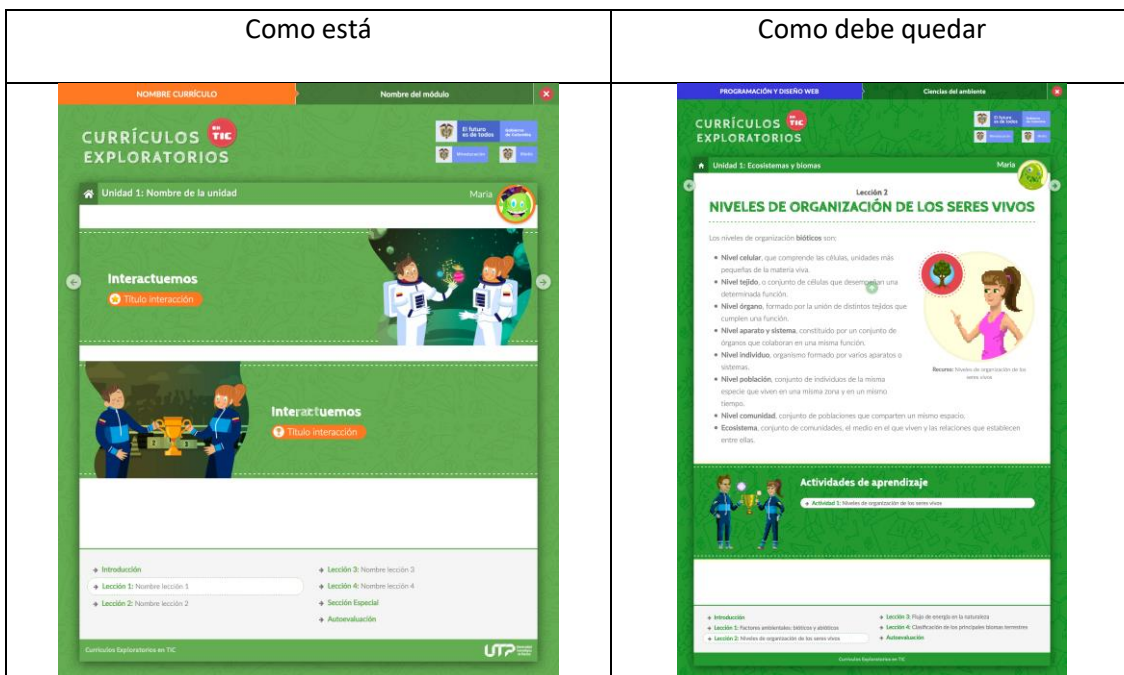 Como está
NOMBRE CURRÍCULO
Nombre del módulo
CURRÍCULOS EN TIC
EXPLORATORIOS
El futuro es de todos
Gobierno de Colombia
Unidad 1: Nombre de la unidad
Maria
Interactuemos
Título interacción
Interactuemos
Título interacción
Introducción
Lección 1: Nombre lección 1
Lección 2: Nombre lección 2
Lección 3: Nombre lección 3
Lección 4: Nombre lección 4
Sección Especial
Autoevaluación
Currículos Exploratorios en TIC
UTP
Como debe quedar
PROGRAMACIÓN Y DISEÑO WEB
Ciencias del ambiente
CURRÍCULOS EN TIC
EXPLORATORIOS
El futuro es de todos
Unidad 1: Ecosistemas y biomas
Maria
Lección 2
NIVELES DE ORGANIZACIÓN DE LOS SERES VIVOS
Los niveles de organización bióticos son:
Nivel celular, que comprende las células, unidades más
pequeñas de la materia viva.
Nivel tejido, o conjunto de células que desempeñan una
determinada función.
Nivel órgano, formado por la unión de distintos tejidos que
cumplen una función.
Nivel aparato y sistema, constituido por un conjunto de
órganos que colaboran en una misma función.
Nivel individuo, organismo formado por varios aparatos o
sistemas.
Nivel población, conjunto de individuos de la misma
especie que viven en una misma zona y en un mismo
tiempo.
Nivel comunidad, conjunto de poblaciones que comparten un mismo espacio.
Ecosistema, conjunto de comunidades, el medio en el que viven y las relaciones que establecen
entre ellas.
Recurso: Niveles de organización de los
seres vivos
Actividades de aprendizaje
Actividad 1: Niveles de organización de los seres vivos
Introducción
Lección 1: Factores ambientales: bióticos y abióticos
Lección 2: Niveles de organización de los seres vivos
Lección 3: Flujo de energía en la naturaleza
Lección 4: Clasificación de los principales biomas terrestres
Autoevaluación
Currículos Exploratorios en TIC